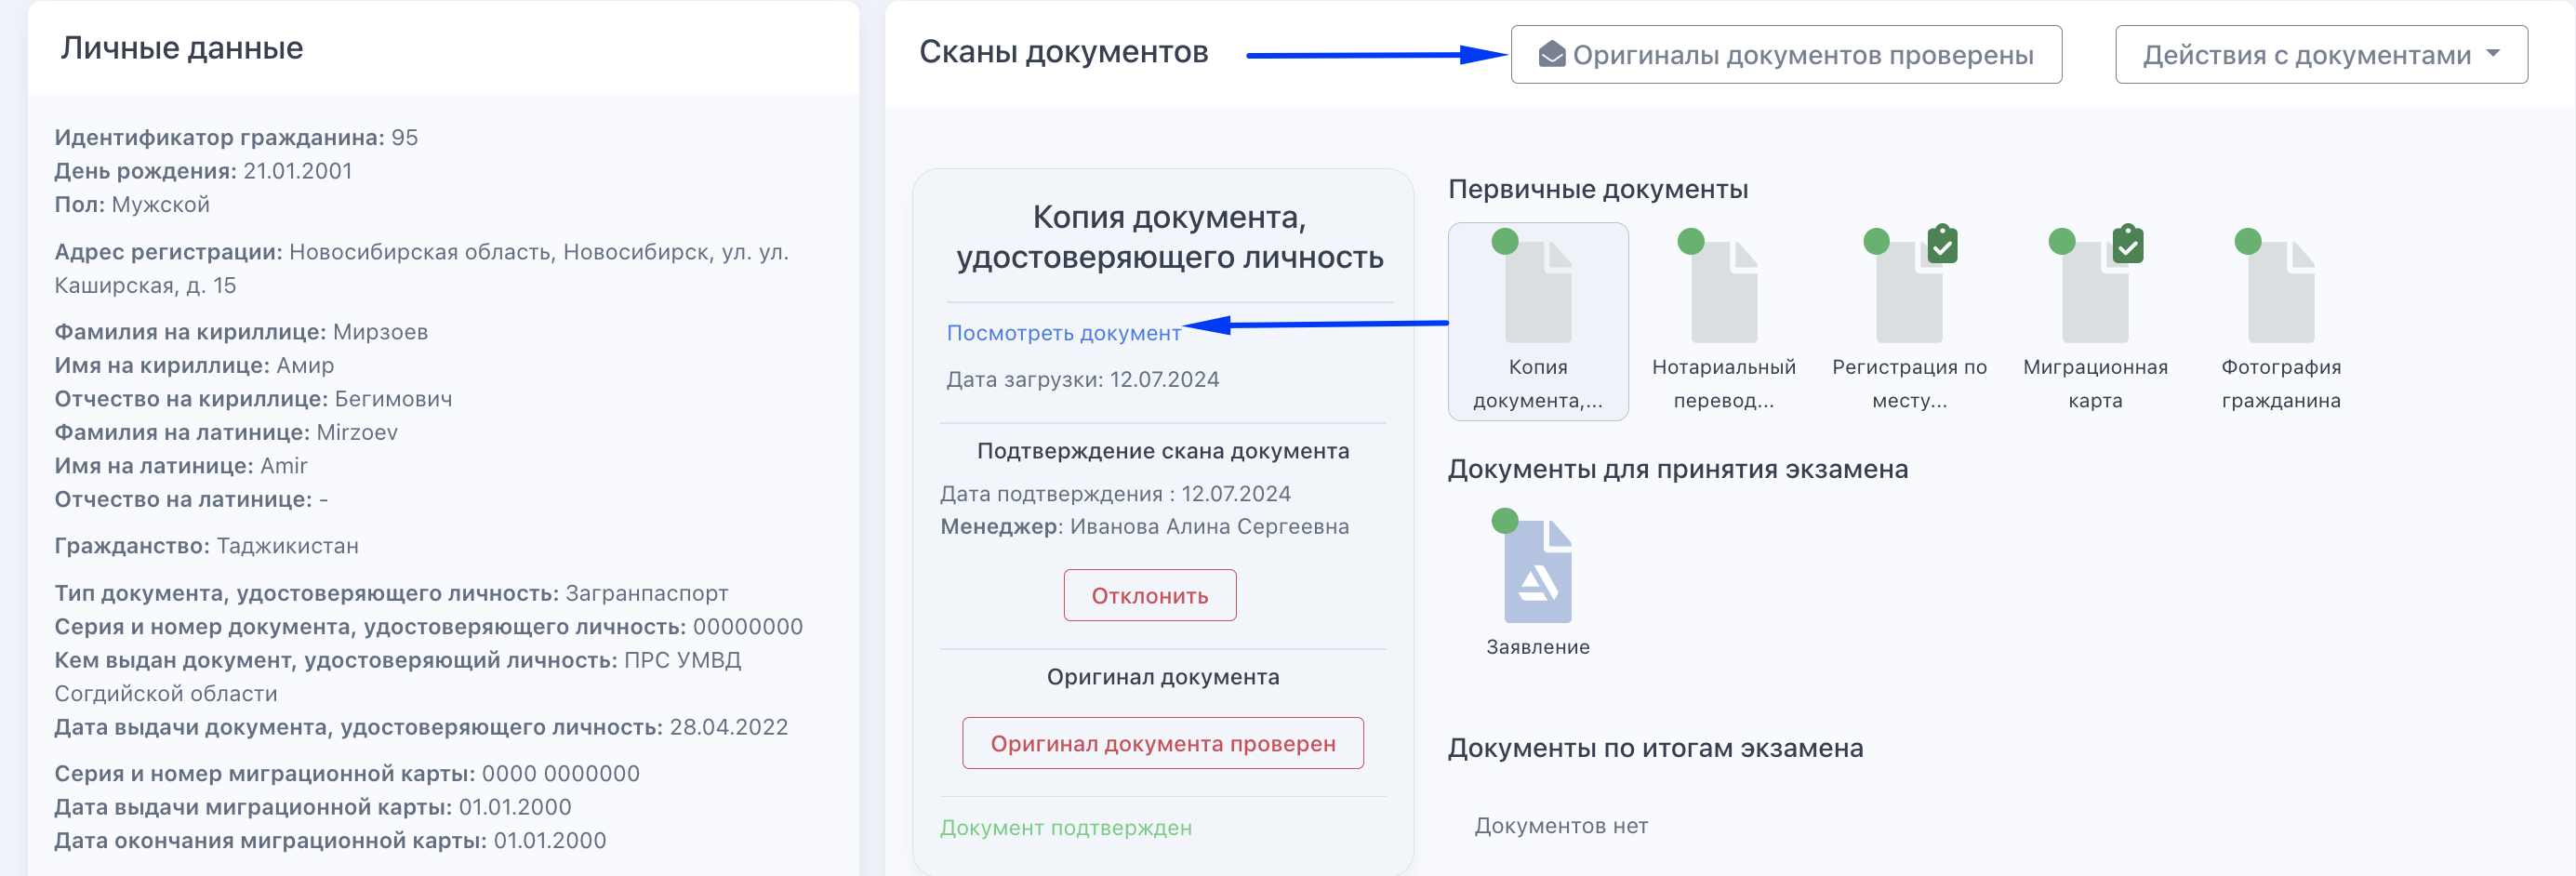 Личные данные
Идентификатор гражданина: 95
День рождения: 21.01.2001
Пол: Мужской
Адрес регистрации: Новосибирская область, Новосибирск, ул. ул.
Каширская, д. 15
Фамилия на кириллице: Мирзоев
Имя на кириллице: Амир
Отчество на кириллице: Бегимович
Фамилия на латинице: Mirzoev
Имя на латинице: Amir
Отчество на латинице: -
Гражданство: Таджикистан
Тип документа, удостоверяющего личность: Загранпаспорт
Серия и номер документа, удостоверяющего личность: 00000000
Кем выдан документ, удостоверяющий личность: ПРС УМВД
Согдийской области
Дата выдачи документа, удостоверяющего личность: 28.04.2022
Серия и номер миграционной карты: 0000 0000000
Дата выдачи миграционной карты: 01.01.2000
Дата окончания миграционной карты: 01.01.2000
Сканы документов
Оригиналы документов проверены
Действия с документами
Копия документа,
удостоверяющего личность
Посмотреть документ
Дата загрузки: 12.07.2024
Подтверждение скана документа
Дата подтверждения : 12.07.2024
Менеджер: Иванова Алина Сергеевна
Отклонить
Оригинал документа
Оригинал документа проверен
Документ подтвержден
Первичные документы
Копия
документа,...
Нотариальный
перевод...
Регистрация по
месту...
Миграционная
карта
Фотография
гражданина
Документы для принятия экзамена
Заявление
Документы по итогам экзамена
Документов нет